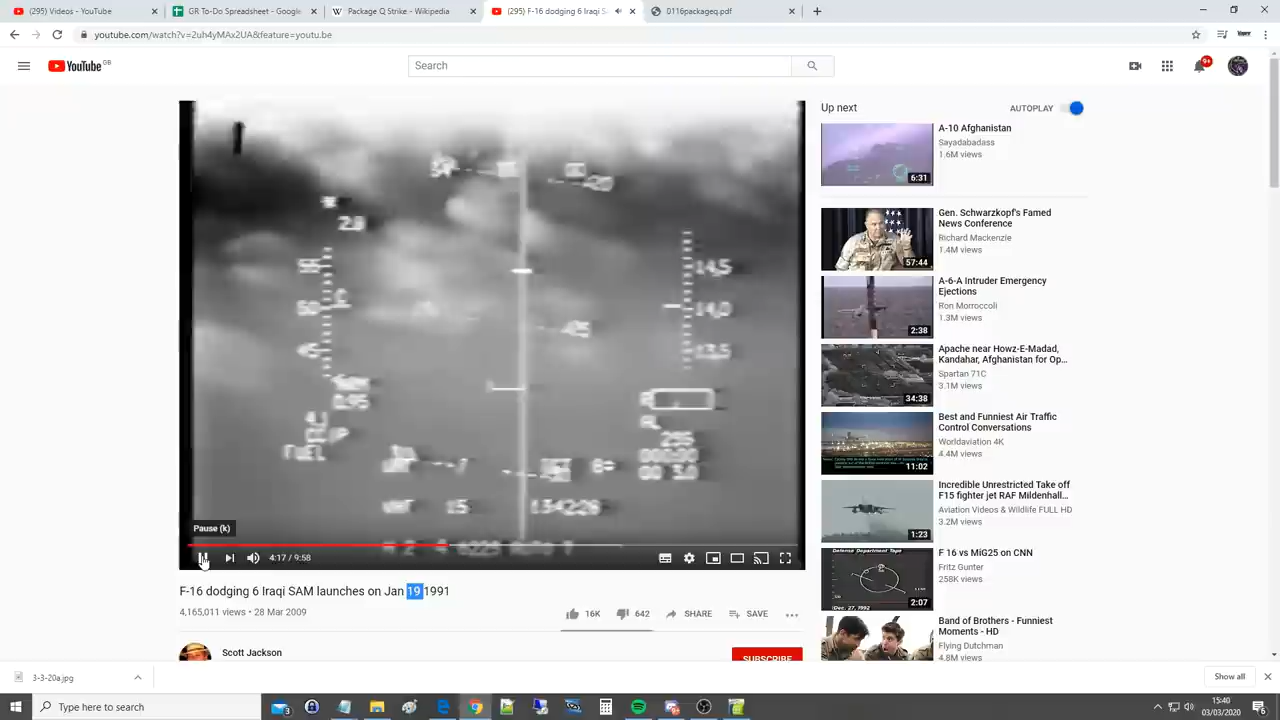 (295) Videos - YouTube
GR To-Do Spreadsheet - Google
Package Q Strike - Wikipedia
(295) F-16 dodging 6 Iraqi S
D116packageq.pdf
youtube.com/watch?v=2uh4yMAx2UA&feature=youtu.be
YouTube GB
Search
9+
Up next
AUTOPLAY
A-10 Afghanistan
Sayadabadass
1.6M views
6:31
Gen. Schwarzkopf's Famed
News Conference
Richard Mackenzie
1.4M views
57:44
A-6-A Intruder Emergency
Ejections
Ron Morroccoli
1.3M views
2:38
Apache near Howz-E-Madad,
Kandahar, Afghanistan for Op...
Spartan 71C
3.1M views
34:38
Best and Funniest Air Traffic
Control Conversations
Worldaviation 4K
4.4M views
11:02
Incredible Unrestricted Take off
F15 fighter jet RAF Mildenhall...
Aviation Videos & Wildlife FULL HD
3.2M views
1:23
F 16 vs MiG25 on CNN
Fritz Gunter
258K views
Defense Department Tape
Dec. 27, 1992
2:07
Band of Brothers - Funniest
Moments - HD
Flying Dutchman
4.8M views
Pause (k)
4:17 / 9:58
F-16 dodging 6 Iraqi SAM launches on Jan 19 1991
4,165,011 views • 28 Mar 2009
16K
642
SHARE
SAVE
Scott Jackson
SUBSCRIBE
3-3-20a.jpg
Show all
Type here to search
15:40
03/03/2020